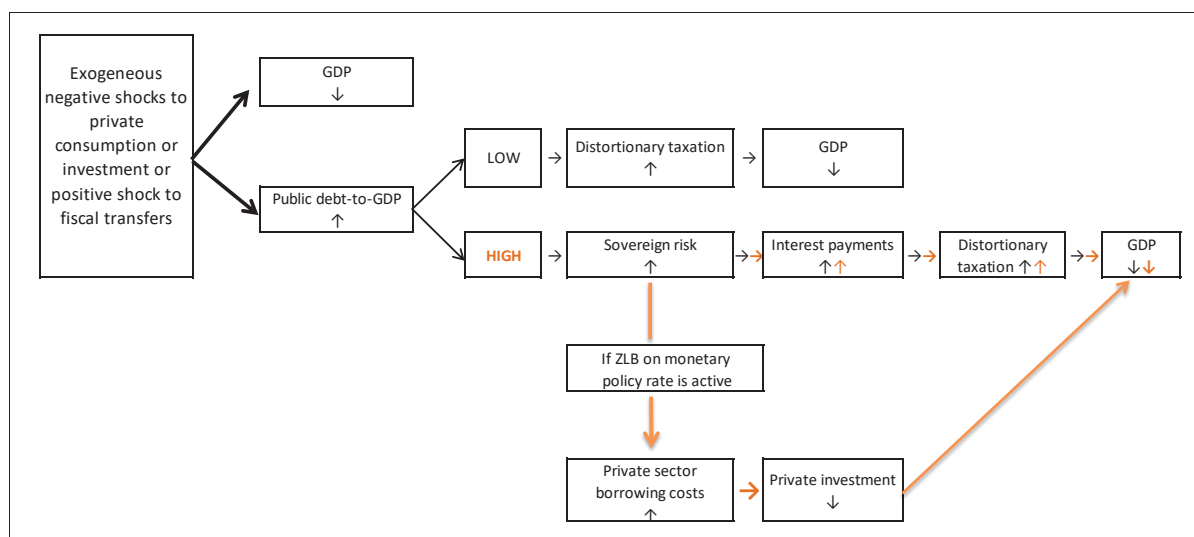 Exogeneous
negative shocks to
private
consumption or
investment or
positive shock to
fiscal transfers
GDP
↓
Public debt-to-GDP
↑
LOW
→
Distortionary taxation
↑
→
GDP
↓
HIGH
→
Sovereign risk
↑
→→
Interest payments
↑↑
→→
Distortionary
taxation ↑↑
→→
GDP
↓↓
If ZLB on monetary
policy rate is active
Private sector
borrowing costs
↑
→
Private investment
↓